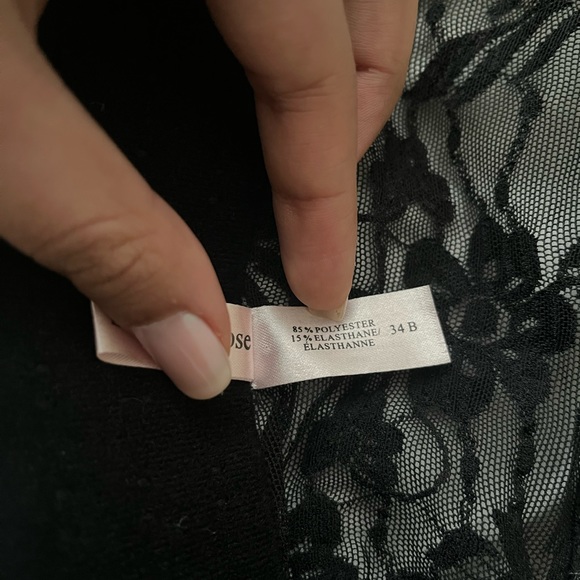 ose
85% POLYESTER
15% ELASTHANE/ 34 B
ÉLASTHANNE